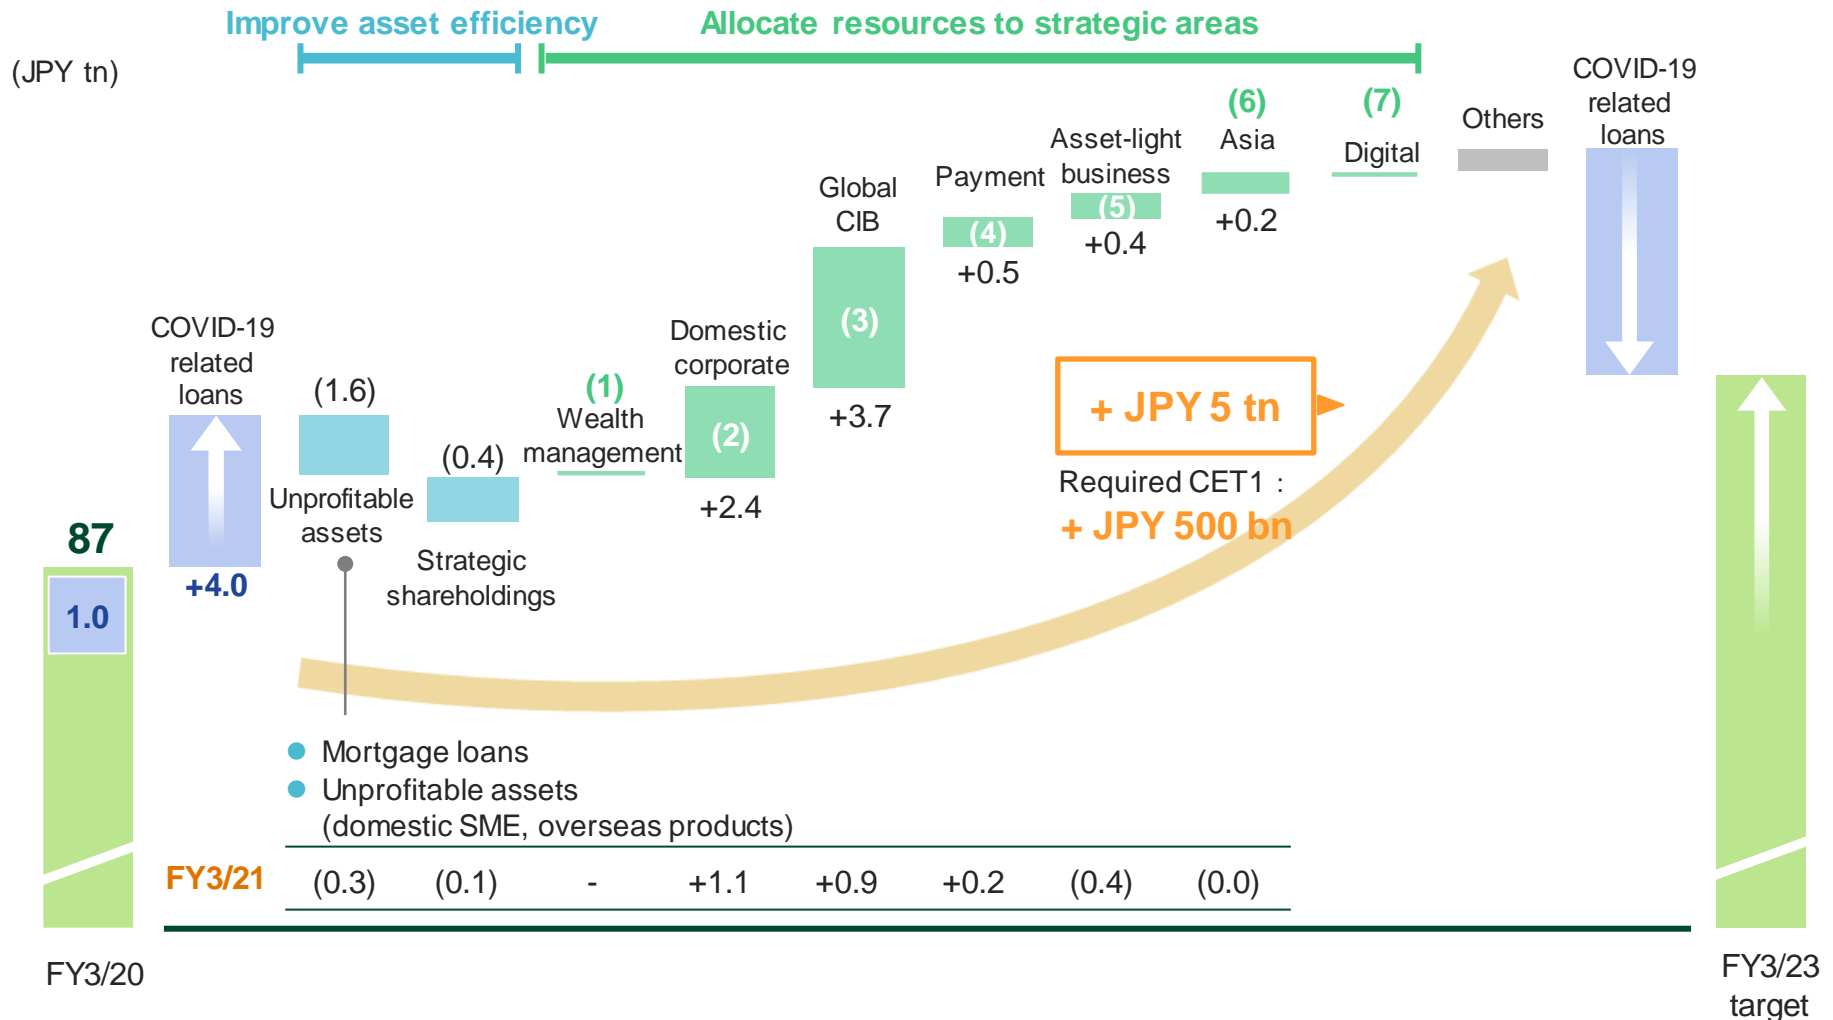 Improve asset efficiency
Allocate resources to strategic areas
(JPY tn)
87
1.0
FY3/20
COVID-19
related
loans
+4.0
(1.6)
Unprofitable
assets
(0.4)
Strategic
shareholdings
(1)
Wealth
management
Domestic
corporate
(2)
+2.4
Global
CIB
(3)
+3.7
Payment
(4)
+0.5
Asset-light
business
(5)
+0.4
(6)
Asia
+0.2
(7)
Digital
Others
COVID-19
related
loans
+ JPY 5 tn
Required CET1 :
+ JPY 500 bn
Mortgage loans
Unprofitable assets
(domestic SME, overseas products)
FY3/21 (0.3) (0.1) - +1.1 +0.9 +0.2 (0.4) (0.0)
FY3/23
target